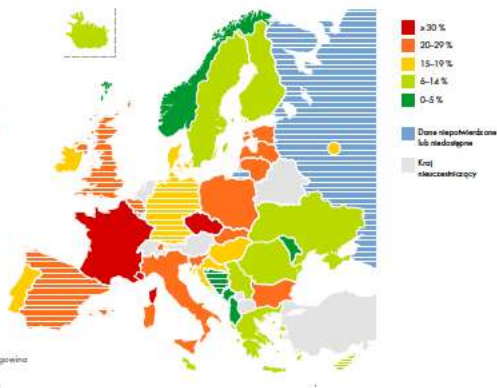 ≥30 %
20–29 %
15–19 %
6–14 %
0–5 %
Dane niepotwierdzone
lub niedostępne
Kraj
nieuczestniczący
gowina